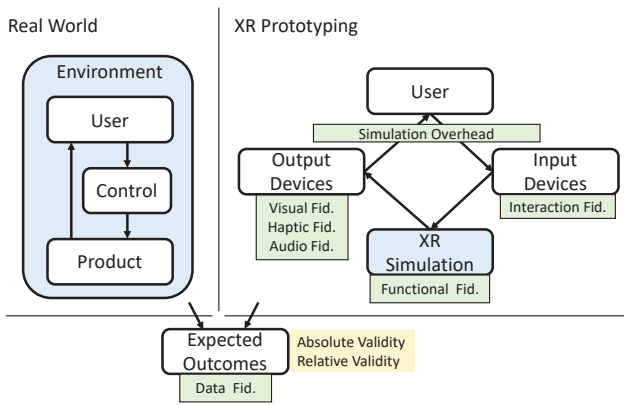 Real World
XR Prototyping
Environment
User
Control
Product
User
Simulation Overhead
Output
Devices
Visual Fid.
Haptic Fid.
Audio Fid.
Input
Devices
Interaction Fid.
XR
Simulation
Functional Fid.
Expected
Outcomes
Data Fid.
Absolute Validity
Relative Validity